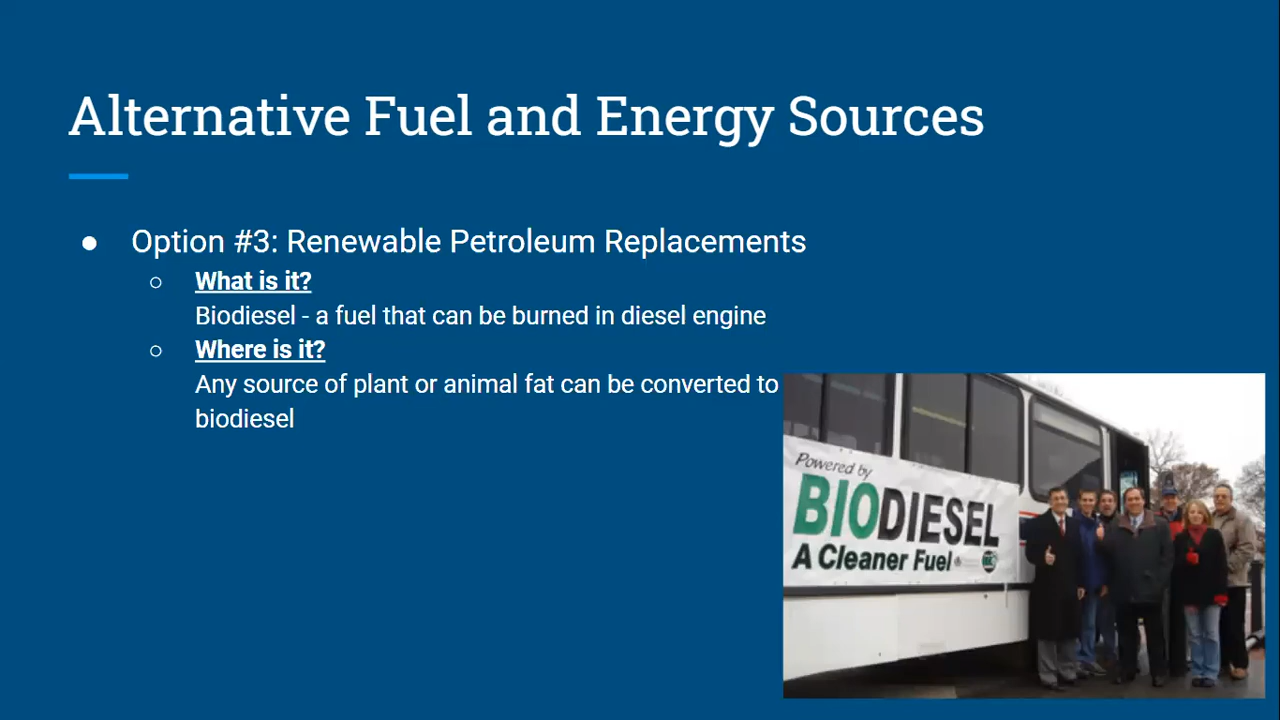 Alternative Fuel and Energy Sources
● Option #3: Renewable Petroleum Replacements
○ What is it?
Biodiesel - a fuel that can be burned in diesel engine
○ Where is it?
Any source of plant or animal fat can be converted to
biodiesel
Powered by
BIODIESEL
A Cleaner Fuel